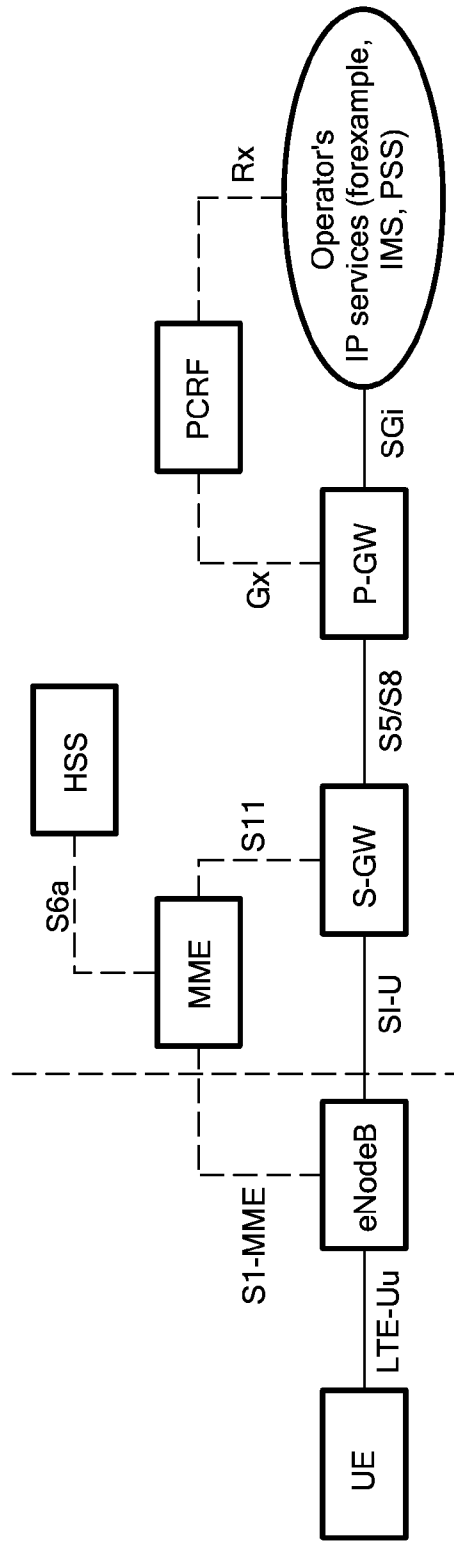 HSS
S6a
MME
S11
S1-MME
PCRF
Gx
Rx
UE
LTE-Uu
eNodeB
SI-U
S-GW
S5/S8
P-GW
SGi
Operator's
IP services (forexample,
IMS, PSS)